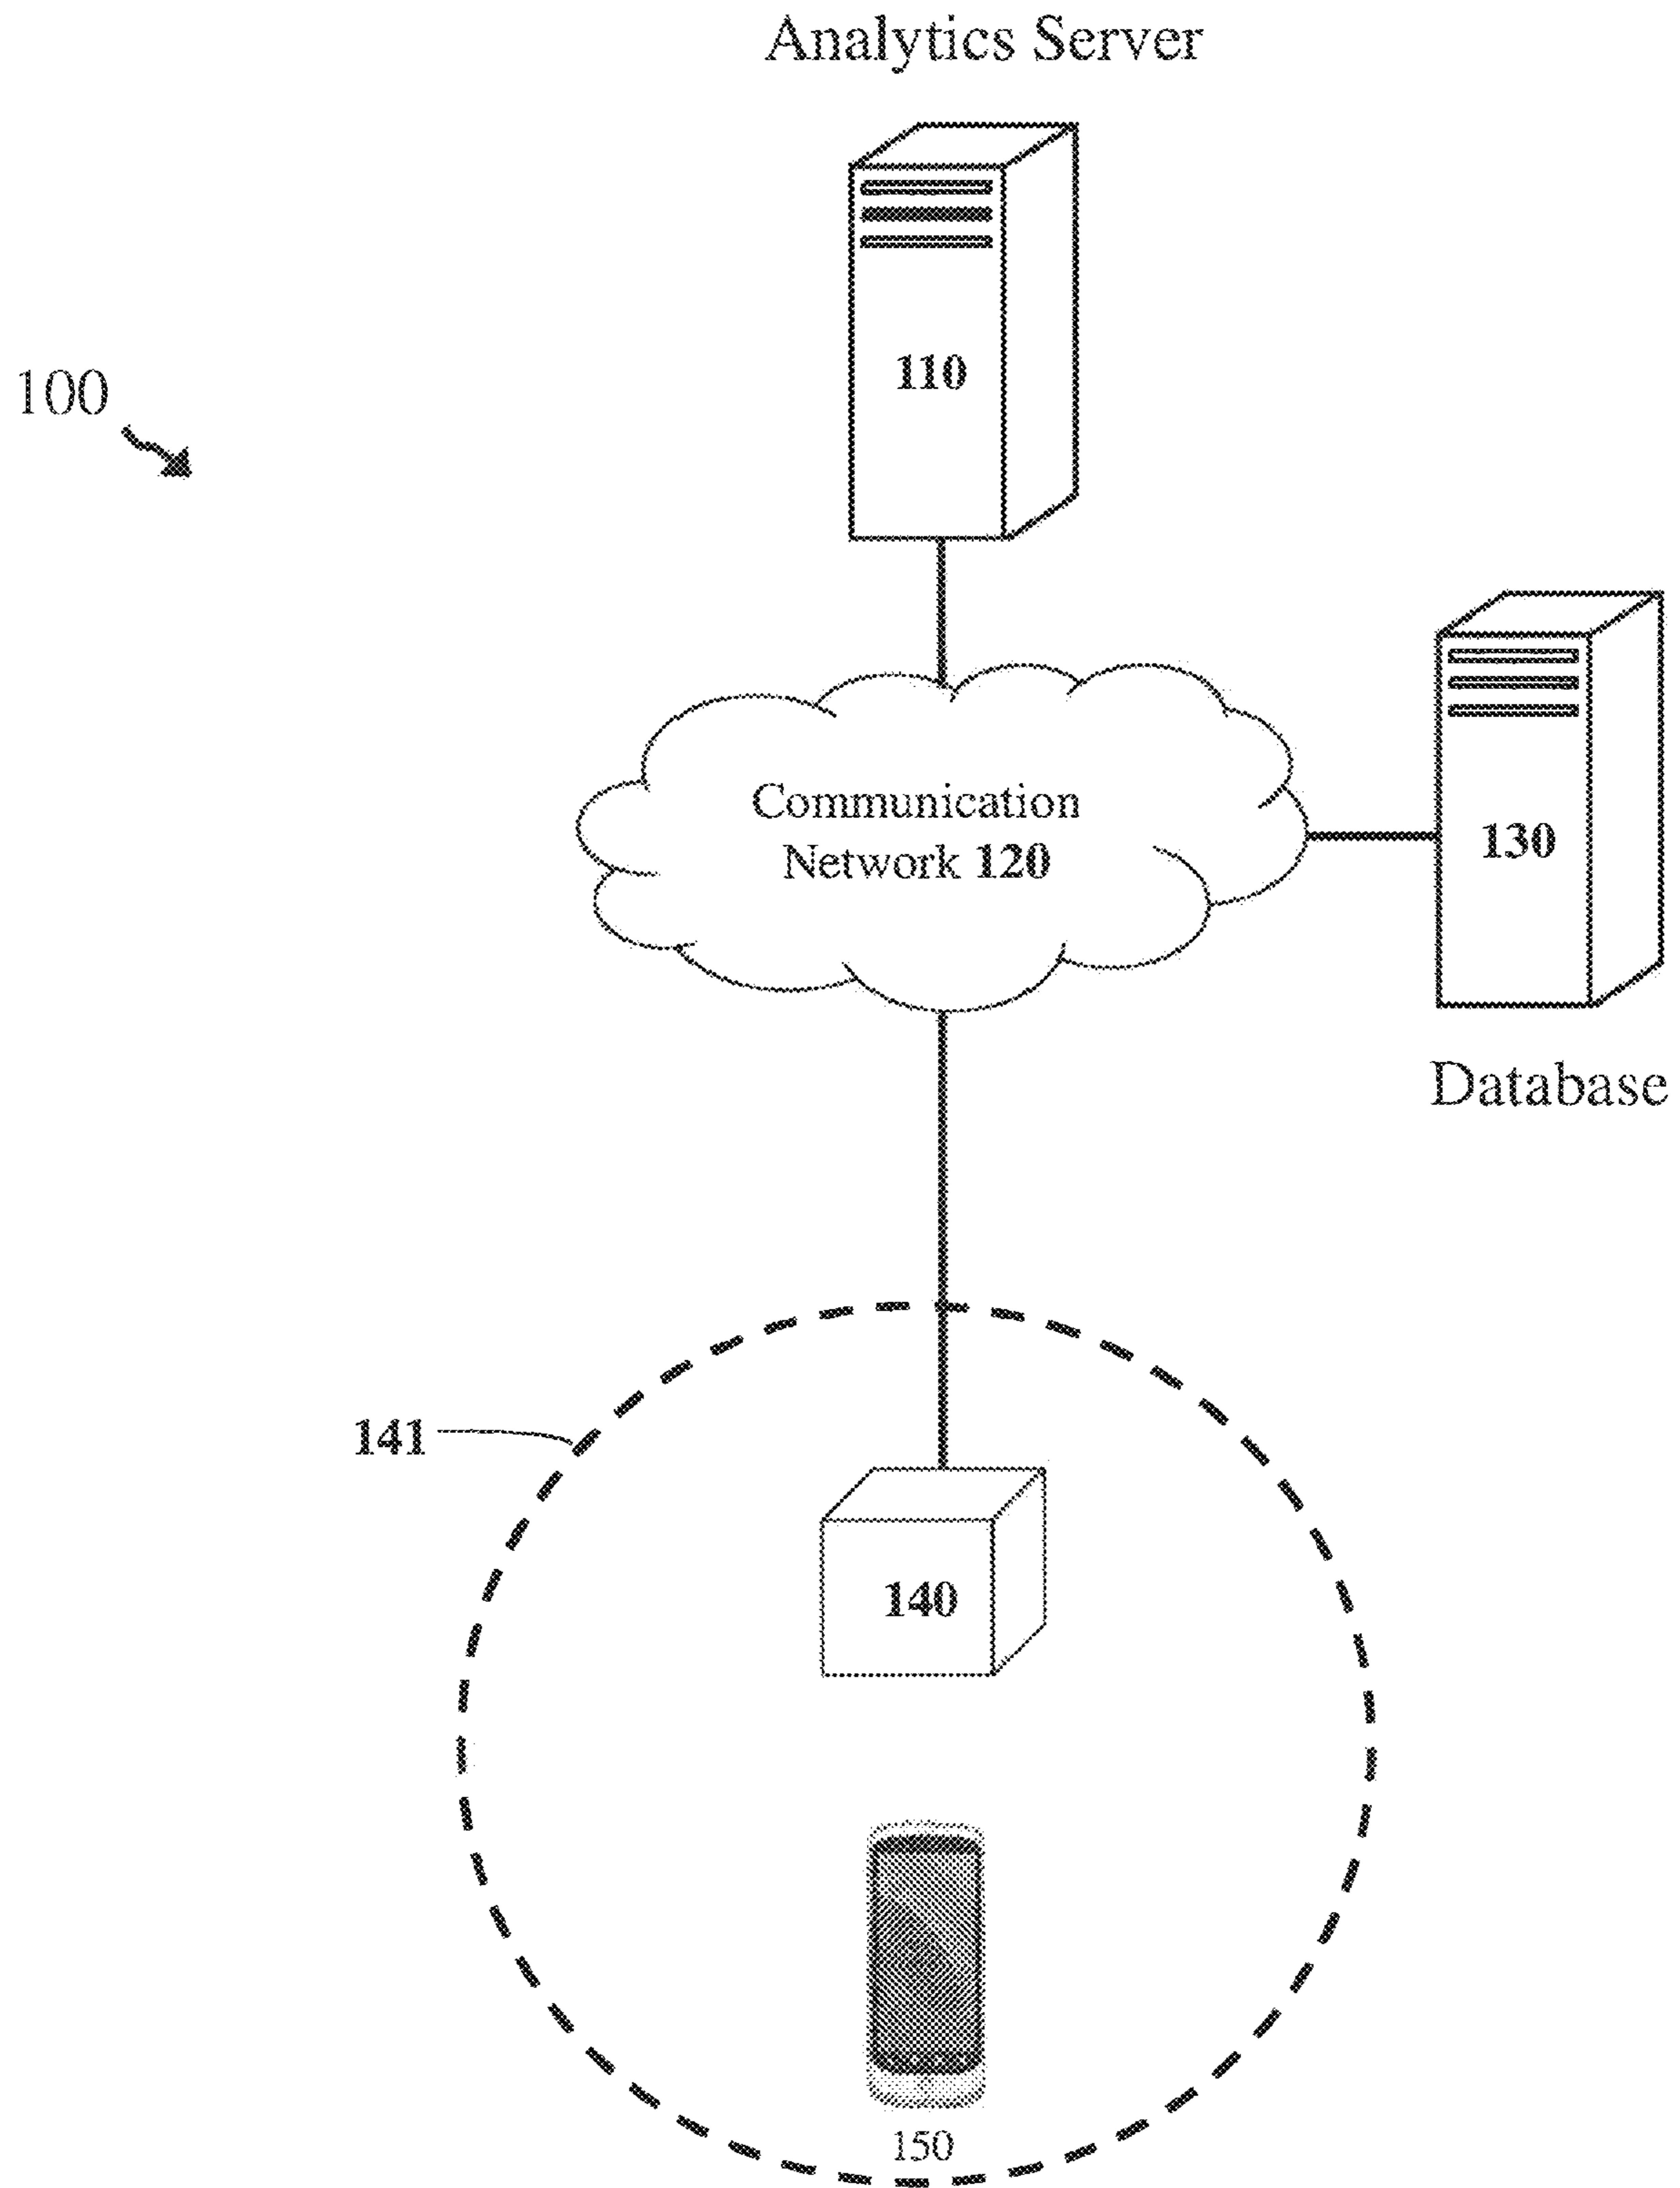 Analytics Server
110
100
Communication
Network 120
130
Database
141
140
150